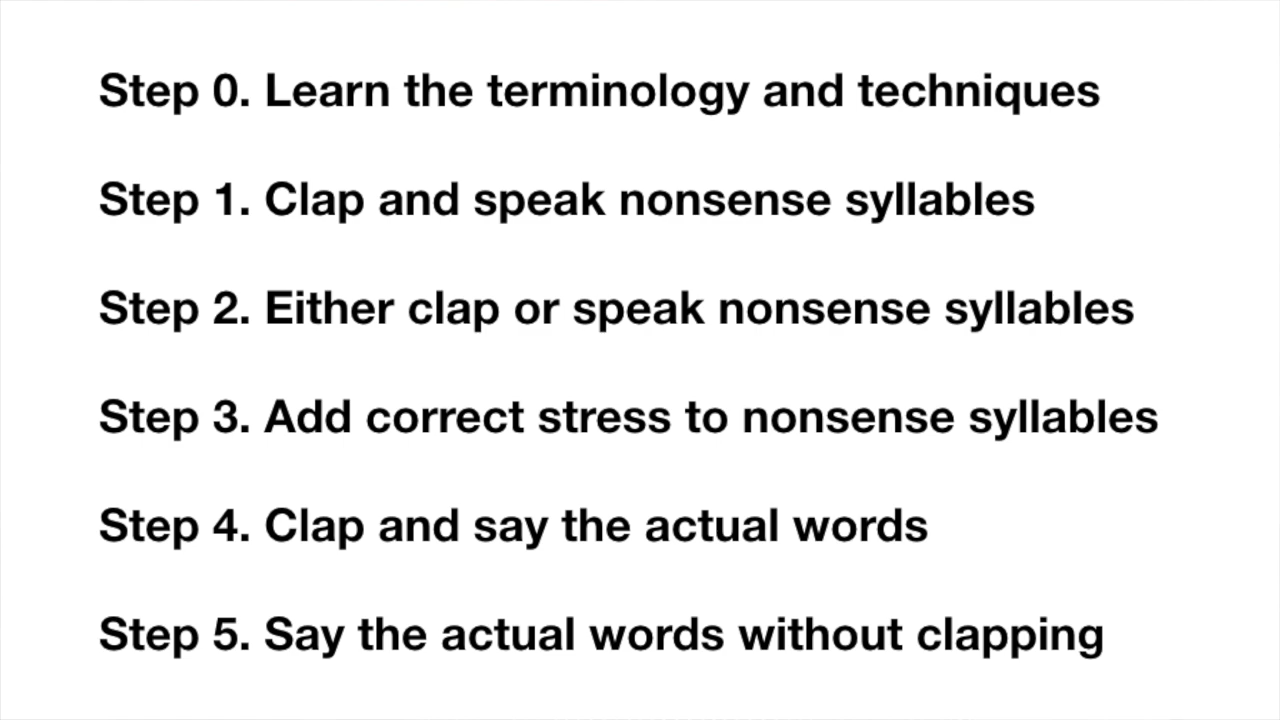 Step 0. Learn the terminology and techniques
Step 1. Clap and speak nonsense syllables
Step 2. Either clap or speak nonsense syllables
Step 3. Add correct stress to nonsense syllables
Step 4. Clap and say the actual words
Step 5. Say the actual words without clapping